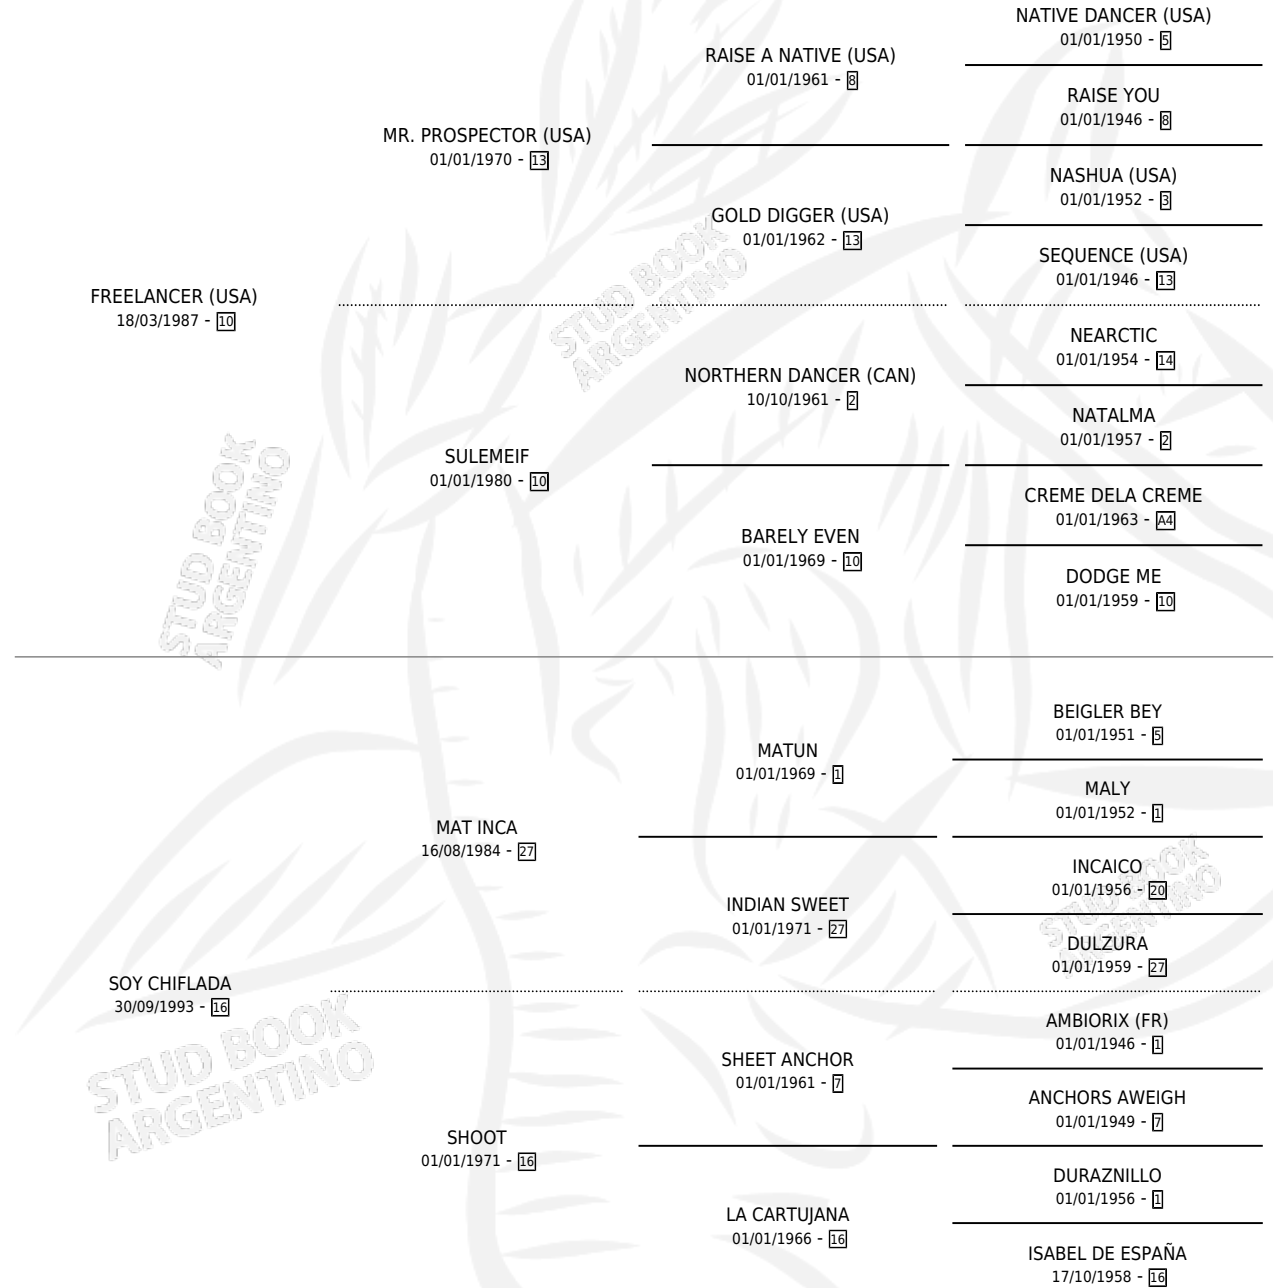 NATIVE DANCER (USA)
01/01/1950 - 5
RAISE A NATIVE (USA)
01/01/1961 - 8
RAISE YOU
01/01/1946 - 8
MR. PROSPECTOR (USA)
01/01/1970 - 13
NASHUA (USA)
01/01/1952 - 3
GOLD DIGGER (USA)
01/01/1962 - 13
SEQUENCE (USA)
01/01/1946 - 13
FREELANCER (USA)
18/03/1987 - 10
NEARCTIC
01/01/1954 - 14
NORTHERN DANCER (CAN)
10/10/1961 - 2
NATALMA
01/01/1957 - 2
SULEMEIF
01/01/1980 - 10
CREME DELA CREME
01/01/1963 - A4
BARELY EVEN
01/01/1969 - 10
DODGE ME
01/01/1959 - 10
BEIGLER BEY
01/01/1951 - 5
MATUN
01/01/1969 - 1
MALY
01/01/1952 - 1
MAT INCA
16/08/1984 - 27
INCAICO
01/01/1956 - 20
INDIAN SWEET
01/01/1971 - 27
DULZURA
01/01/1959 - 27
SOY CHIFLADA
30/09/1993 - 16
AMBIORIX (FR)
01/01/1946 - 1
SHEET ANCHOR
01/01/1961 - 7
ANCHORS AWEIGH
01/01/1949 - 7
SHOOT
01/01/1971 - 16
DURAZNILLO
01/01/1956 - 1
LA CARTUJANA
01/01/1966 - 16
ISABEL DE ESPAÑA
17/10/1958 - 16
STUD BOOK
ARGENTINO
STUD BOOK
ARGENTINO
STUD BOOK
ARGENTINO
STUD BOOK
ARGENTINO